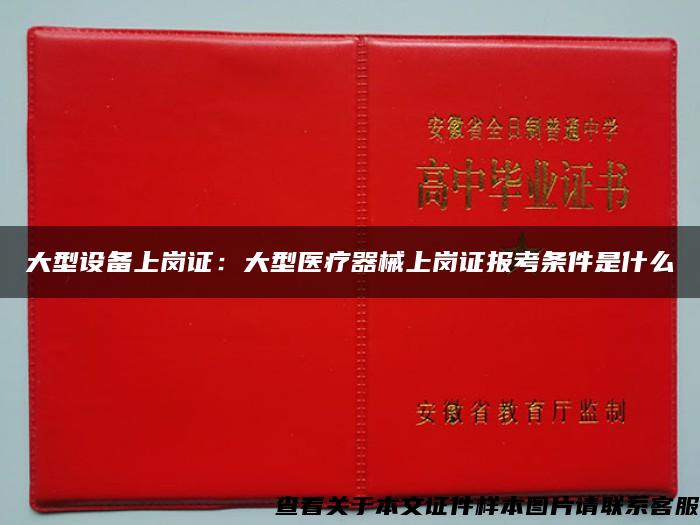 安徽省全日制普通中学
高中毕业证书
大型设备上岗证：大型医疗器械上岗证报考条件是什么
安徽省教育厅监制
查看关于本文证件样本图片请联系客服